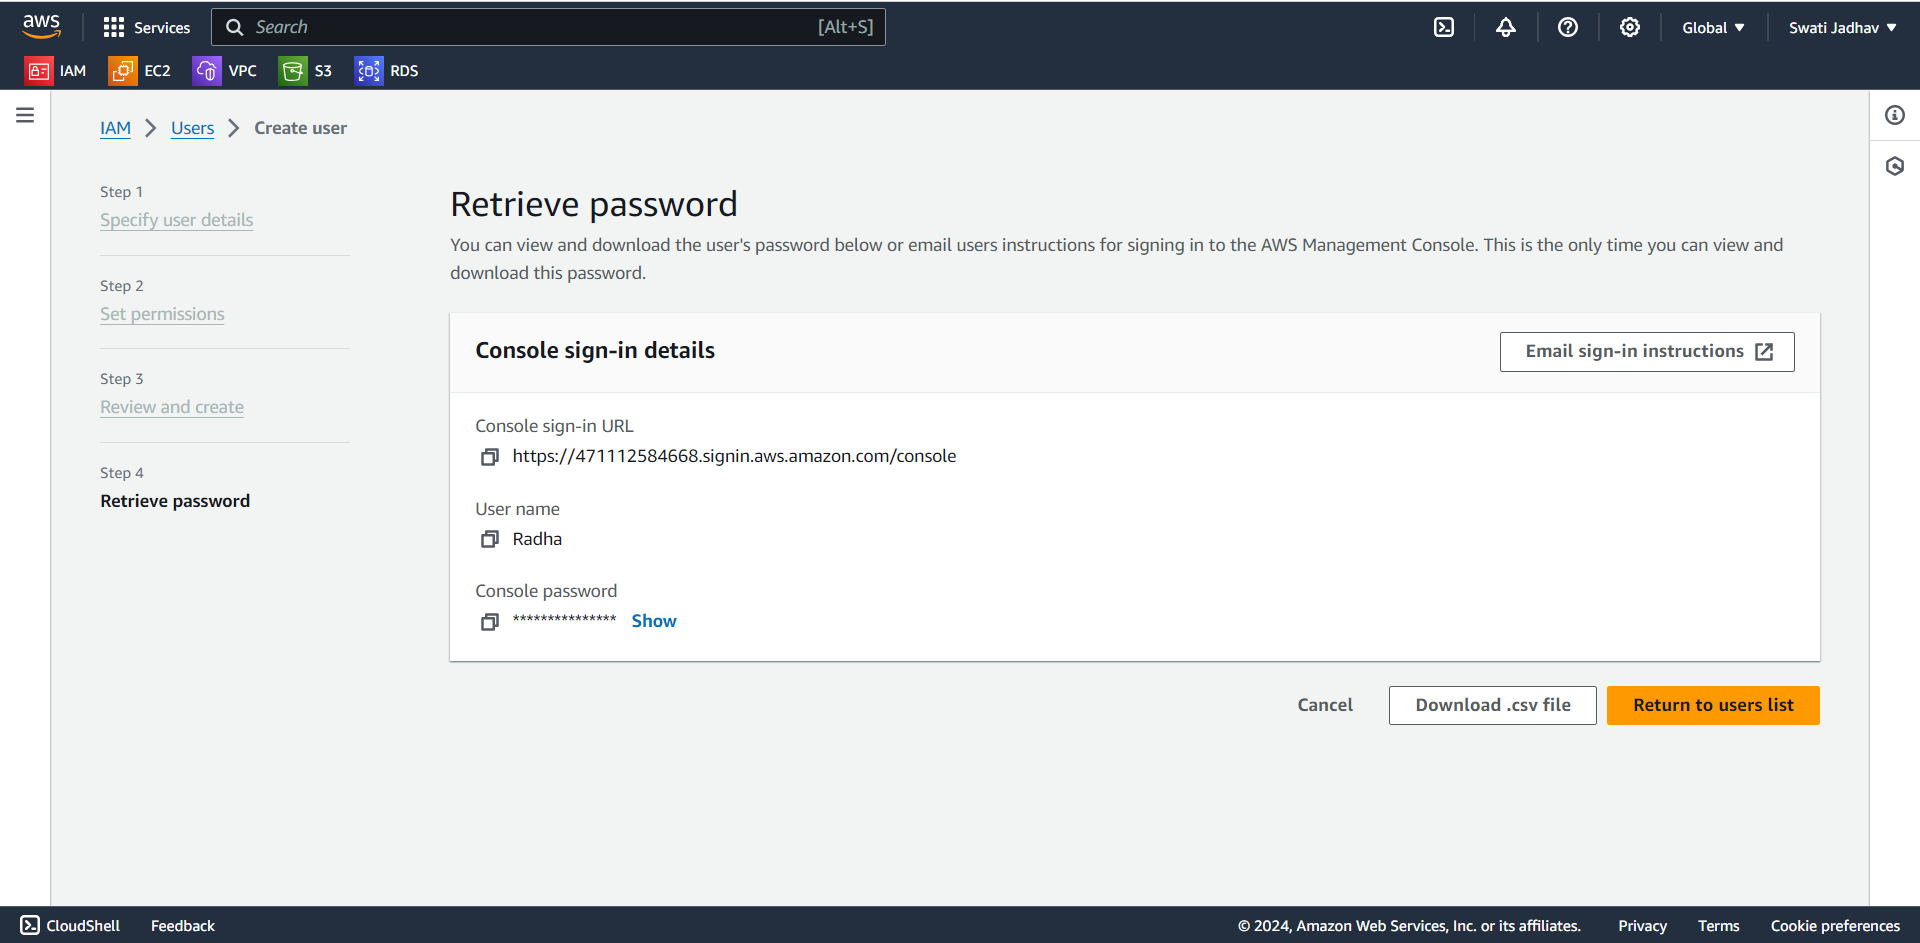 aws
Services
Search [Alt+S]
Global
Swati Jadhav
IAM
EC2
VPC
S3
RDS
IAM > Users > Create user
Step 1
Specify user details
Step 2
Set permissions
Step 3
Review and create
Step 4
Retrieve password
Retrieve password
You can view and download the user's password below or email users instructions for signing in to the AWS Management Console. This is the only time you can view and
download this password.
Console sign-in details
Email sign-in instructions
Console sign-in URL
https://471112584668.signin.aws.amazon.com/console
User name
Radha
Console password
*************** Show
Cancel
Download .csv file
Return to users list
CloudShell
Feedback
© 2024, Amazon Web Services, Inc. or its affiliates.
Privacy
Terms
Cookie preferences